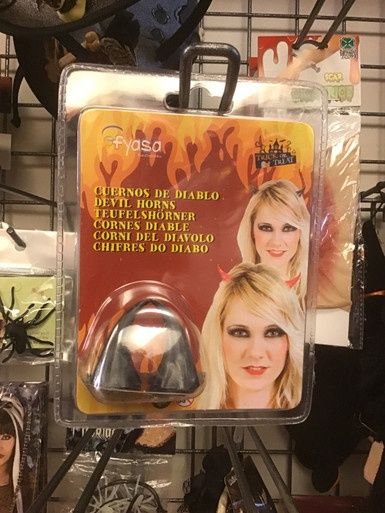 fyasa
TRICK OR
TREAT
CUERNOS DE DIABLO
DEVIL HORNS
TEUFELSHÖRNER
CORNES DIABLE
CORNI DEL DIAVOLO
CHIFRES DO DIABO
SCAR